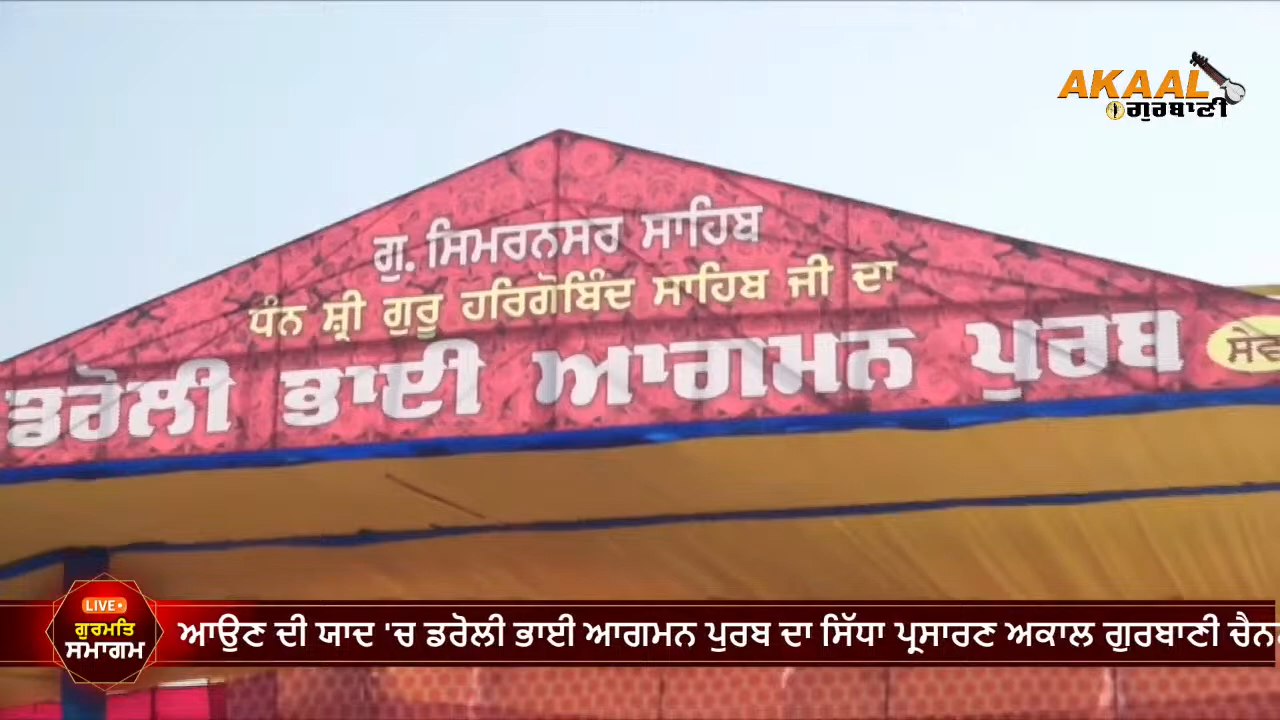 AKAAL
ਗੁਰਬਾਣੀ
ਗੁ. ਸਿਮਰਨਸਰ ਸਾਹਿਬ
ਧੰਨ ਸ਼੍ਰੀ ਗੁਰੂ ਹਰਿਗੋਬਿੰਦ ਸਾਹਿਬ ਜੀ ਦਾ
ਡਰੋਲੀ ਭਾਈ ਆਗਮਨ ਪੁਰਬ
LIVE
ਗੁਰਮਤਿ
ਸਮਾਗਮ
ਆਉਣ ਦੀ ਯਾਦ 'ਚ ਡਰੋਲੀ ਭਾਈ ਆਗਮਨ ਪੁਰਬ ਦਾ ਸਿੱਧਾ ਪ੍ਰਸਾਰਣ ਅਕਾਲ ਗੁਰਬਾਣੀ